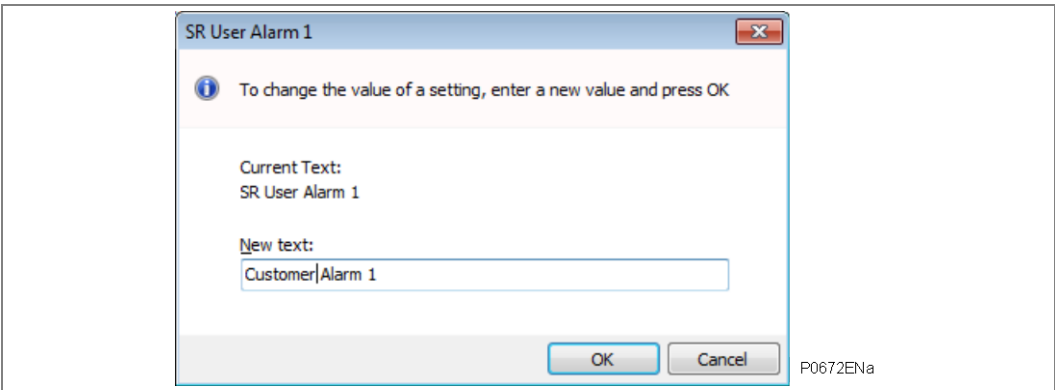 SR User Alarm 1
To change the value of a setting, enter a new value and press OK
Current Text:
SR User Alarm 1
New text:
Customer Alarm 1
OK Cancel
P0672ENa